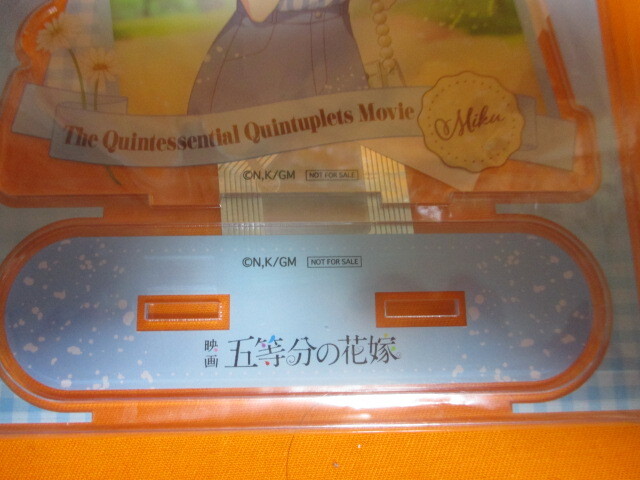 The Quintessential Quintuplets Movie
Miku
©N,K/GM NOT FOR SALE
©N,K/GM NOT FOR SALE
映画 五等分の花嫁